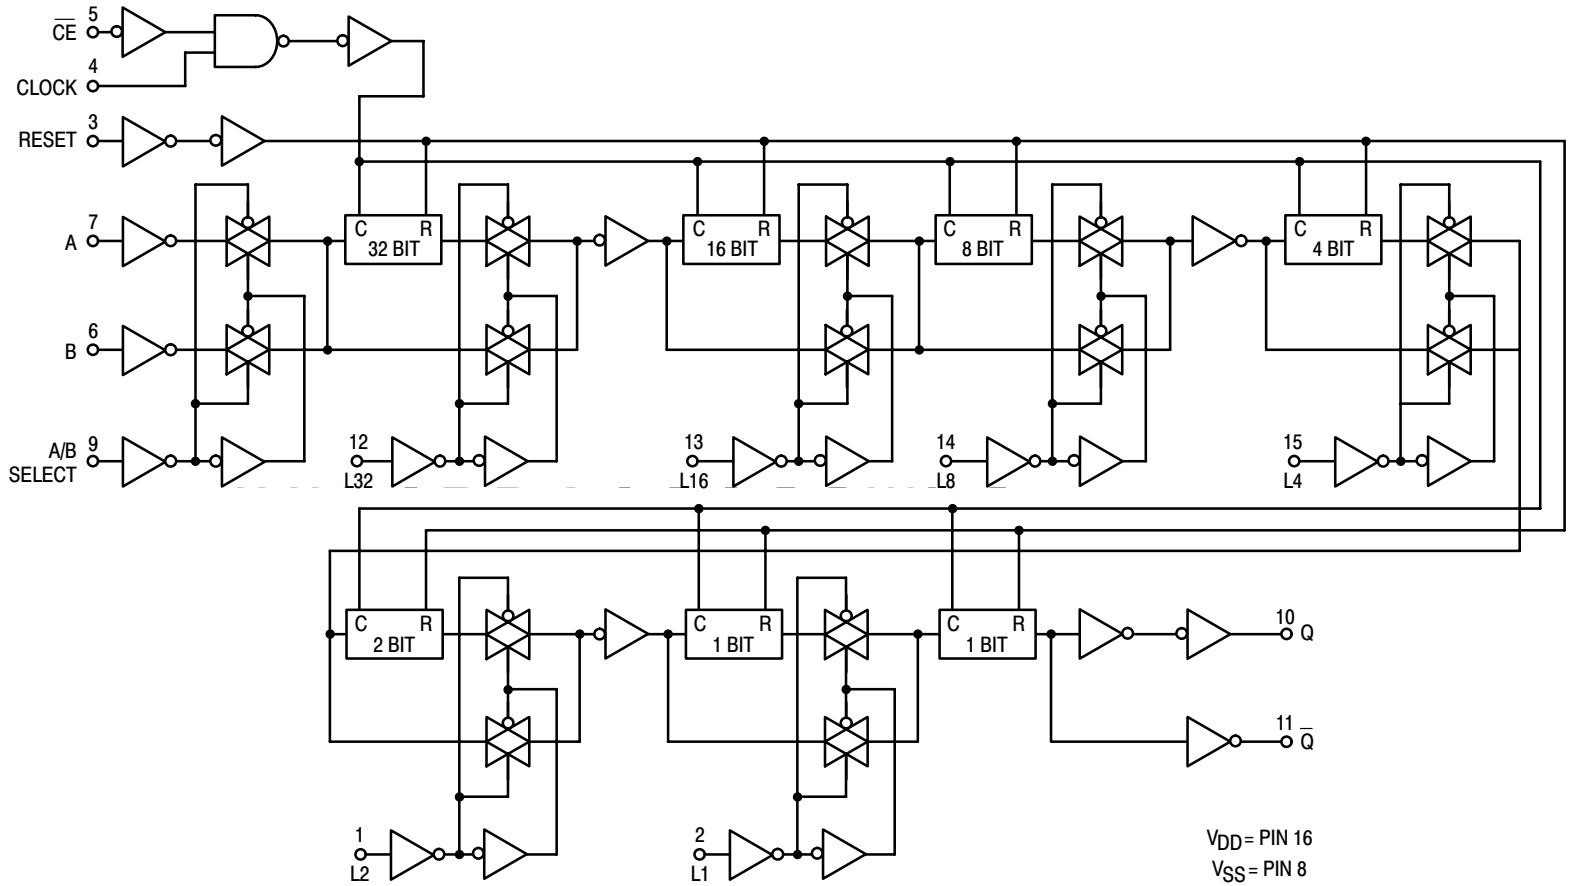 5
C̅E̅
4
CLOCK
3
RESET
7
A
C R
32 BIT
C R
16 BIT
C R
8 BIT
C R
4 BIT
6
B
A/B
SELECT
9
12
L32
13
L16
14
L8
15
L4
C R
2 BIT
C R
1 BIT
C R
1 BIT
10
Q
11
Q̅
1
L2
2
L1
VDD = PIN 16
VSS = PIN 8